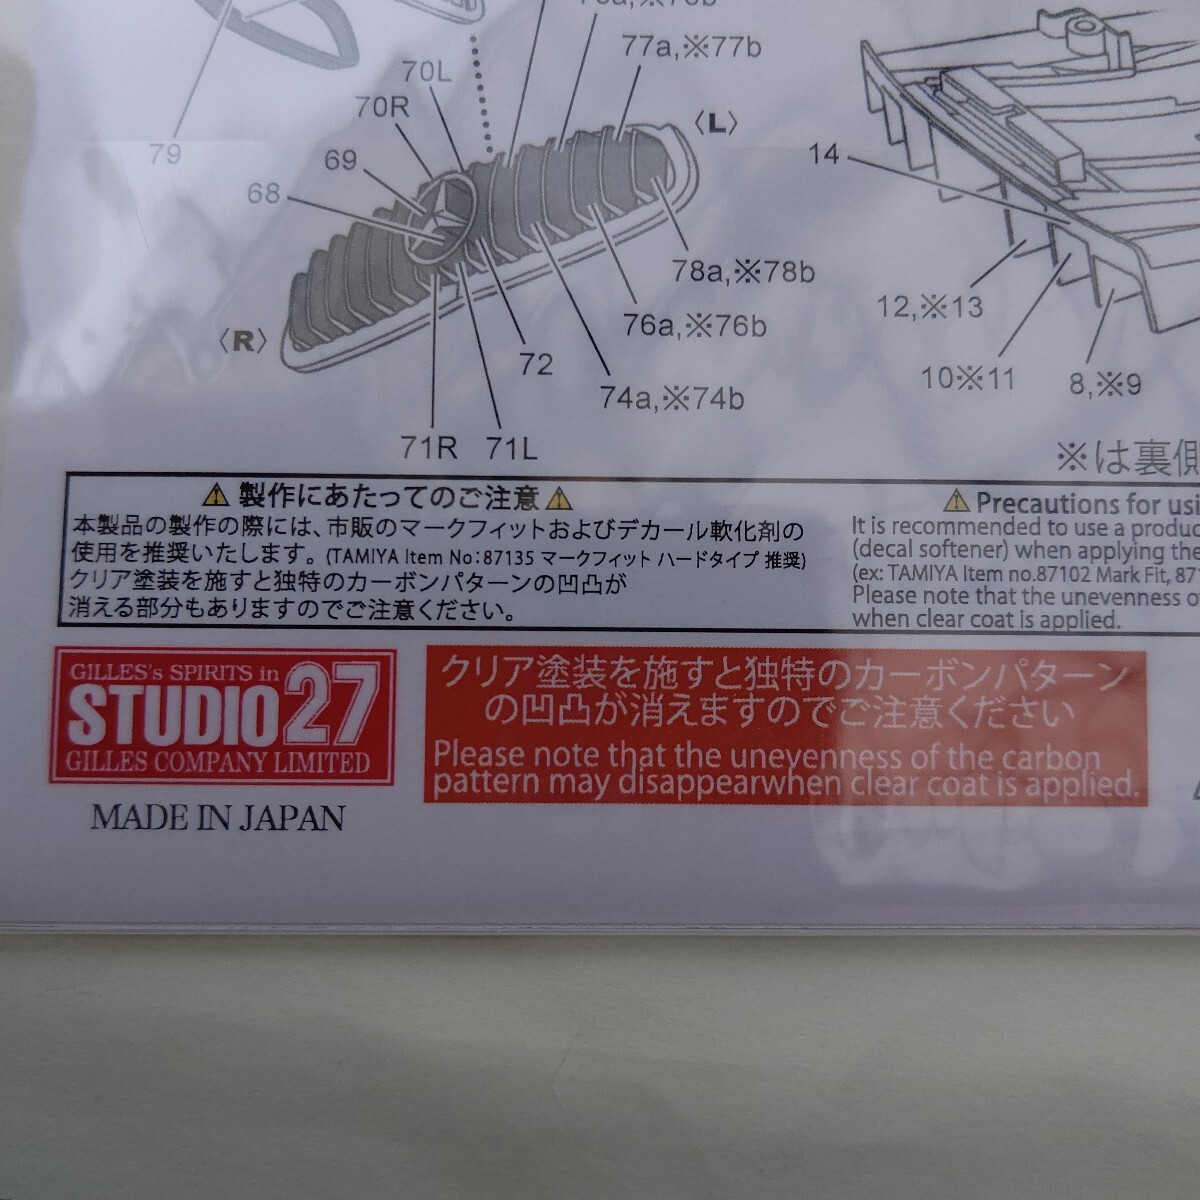 77a,※77b
70L
70R
〈L〉
79
69
14
68
78a,※78b
12,※13
76a,※76b
〈R〉
72
10※11
8,※9
74a,※74b
71R 71L
※は裏側
製作にあたってのご注意
本製品の製作の際には、市販のマークフィットおよびデカール軟化剤の
使用を推奨いたします。(TAMIYA Item No:87135 マークフィット ハードタイプ 推奨)
クリア塗装を施すと独特のカーボンパターンの凹凸が
消える部分もありますのでご注意ください。
Precautions for usi
It is recommended to use a produc
(decal softener) when applying the
(ex: TAMIYA Item no.87102 Mark Fit, 871
Please note that the unevenness o
when clear coat is applied.
GILLES's SPIRITS in
STUDIO27
GILLES COMPANY LIMITED
MADE IN JAPAN
クリア塗装を施すと独特のカーボンパターン
の凹凸が消えますのでご注意ください
Please note that the unevenness of the carbon
pattern may disappearwhen clear coat is applied.